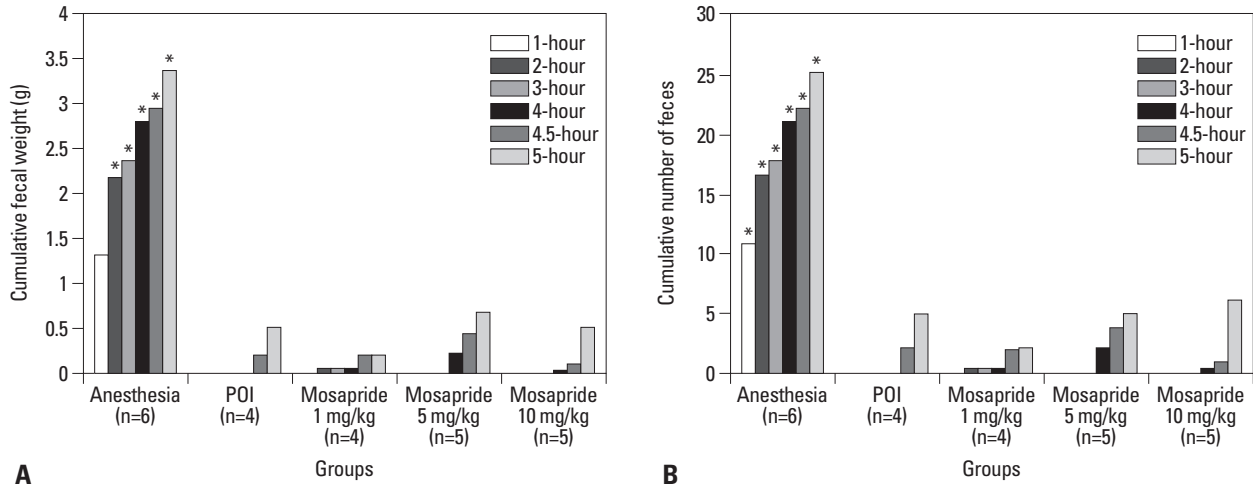 4
3.5
3
2.5
2
1.5
1
0.5
0
Cumulative fecal weight (g)
*
*
*
*
*
1-hour
2-hour
3-hour
4-hour
4.5-hour
5-hour
Anesthesia
(n=6)
POI
(n=4)
Mosapride
1 mg/kg
(n=4)
Mosapride
5 mg/kg
(n=5)
Mosapride
10 mg/kg
(n=5)
Groups
A
30
25
20
15
10
5
0
Cumulative number of feces
*
*
*
*
*
*
1-hour
2-hour
3-hour
4-hour
4.5-hour
5-hour
Anesthesia
(n=6)
POI
(n=4)
Mosapride
1 mg/kg
(n=4)
Mosapride
5 mg/kg
(n=5)
Mosapride
10 mg/kg
(n=5)
Groups
B